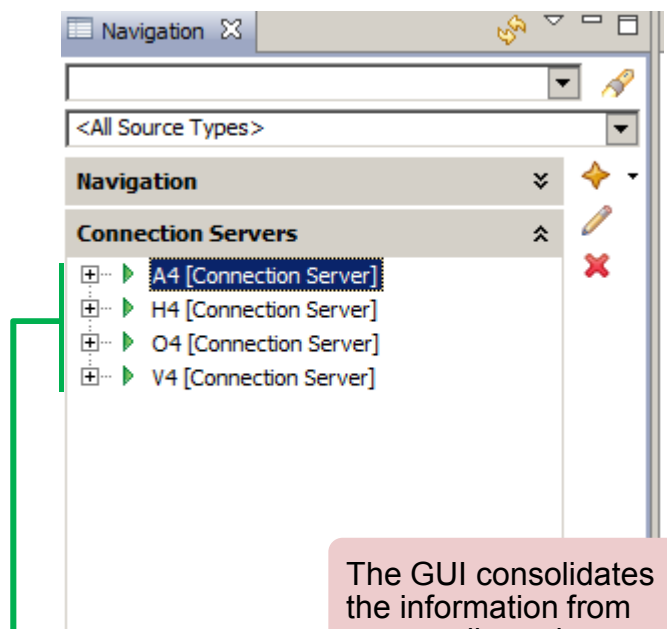 Navigation
<All Source Types>
Navigation
Connection Servers
A4 [Connection Server]
H4 [Connection Server]
O4 [Connection Server]
V4 [Connection Server]
The GUI consolidates
the information from